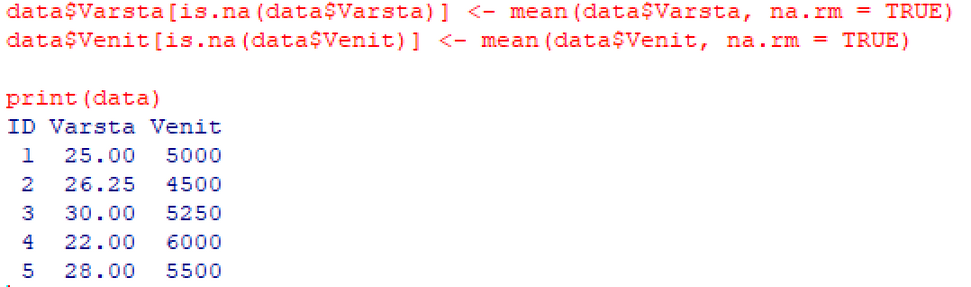 data$Varsta[is.na(data$Varsta)] <- mean(data$Varsta, na.rm = TRUE)
data$Venit[is.na(data$Venit)] <- mean(data$Venit, na.rm = TRUE)
print(data)
ID Varsta Venit
1 25.00 5000
2 26.25 4500
3 30.00 5250
4 22.00 6000
5 28.00 5500